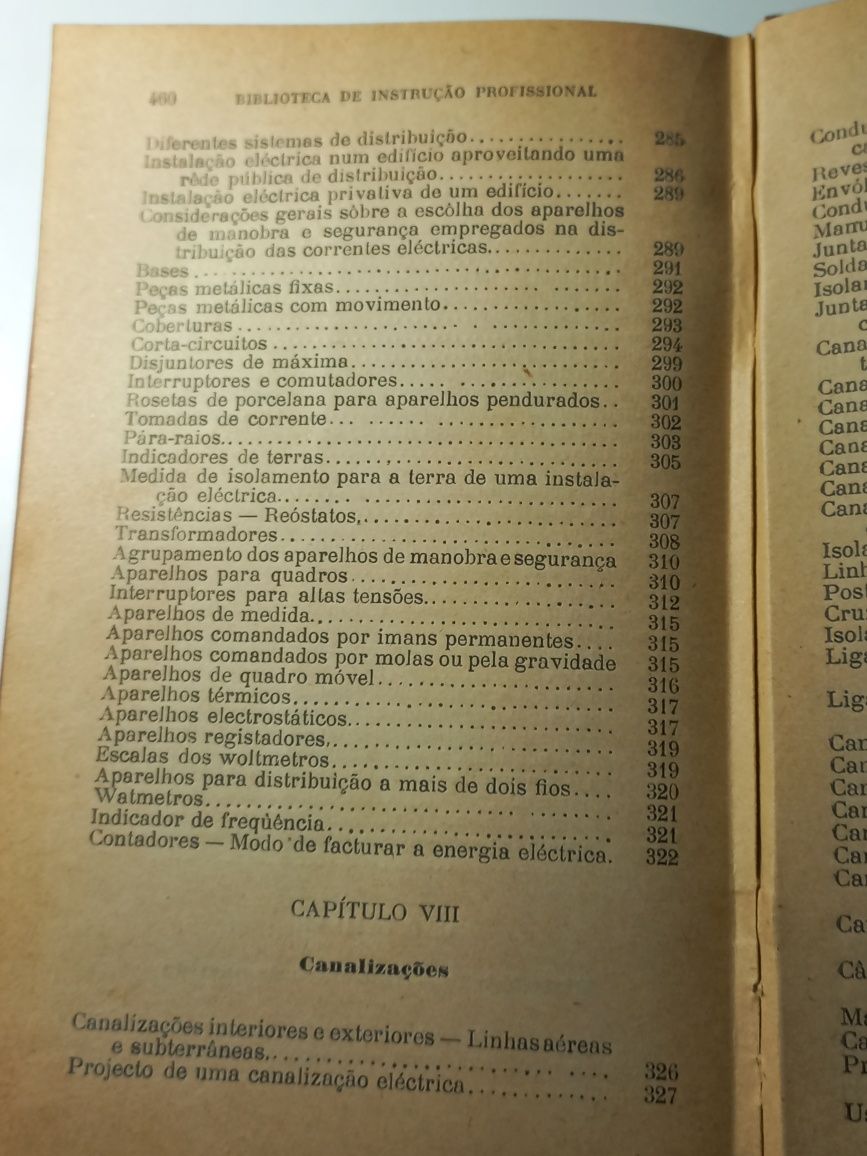 460 BIBLIOTECA DE INSTRUÇÃO PROFISSIONAL
Diferentes sistemas de distribuição................ 285
Instalação eléctrica num edifício aproveitando uma
rêde pública de distribuição................... 286
Instalação eléctrica privativa de um edifício....... 289
Considerações gerais sôbre a escôlha dos aparelhos
de manobra e segurança empregados na dis-
tribuição das correntes eléctricas.............. 289
Bases............................................. 291
Peças metálicas fixas............................. 292
Peças metálicas com movimento.................... 292
Coberturas........................................ 293
Corta-circuitos................................... 294
Disjuntores de máxima............................ 299
Interruptores e comutadores...................... 300
Rosetas de porcelana para aparelhos pendurados.. 301
Tomadas de corrente.............................. 302
Pára-raios........................................ 303
Indicadores de terras............................. 305
Medida de isolamento para a terra de uma instala-
ção eléctrica.................................. 307
Resistências — Reóstatos.......................... 307
Transformadores.................................. 308
Agrupamento dos aparelhos de manobra e segurança 310
Aparelhos para quadros........................... 310
Interruptores para altas tensões.................. 312
Aparelhos de medida.............................. 315
Aparelhos comandados por imans permanentes.... 315
Aparelhos comandados por molas ou pela gravidade 315
Aparelhos de quadro móvel........................ 316
Aparelhos térmicos................................ 317
Aparelhos electrostáticos......................... 317
Aparelhos registadores............................ 319
Escalas dos woltmetros........................... 319
Aparelhos para distribuição a mais de dois fios.... 320
Watmetros........................................ 321
Indicador de freqüência........................... 321
Contadores — Modo de facturar a energia eléctrica. 322
CAPÍTULO VIII
Canalizações
Canalizações interiores e exteriores — Linhas aéreas
e subterrâneas................................. 326
Projecto de uma canalização eléctrica............. 327